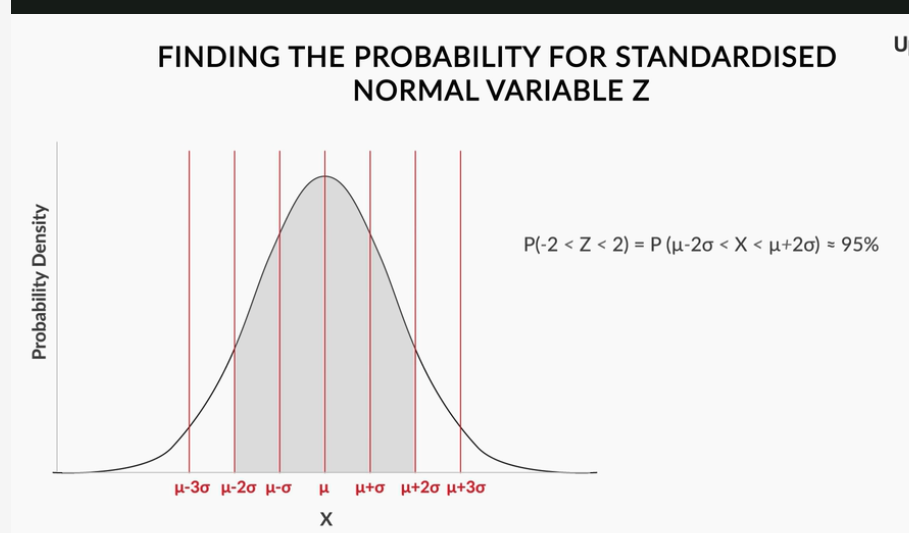 FINDING THE PROBABILITY FOR STANDARDISED
NORMAL VARIABLE Z
Probability Density
P(-2 < Z < 2) = P (μ-2σ < X < μ+2σ) ≈ 95%
μ-3σ μ-2σ μ-σ μ μ+σ μ+2σ μ+3σ
X